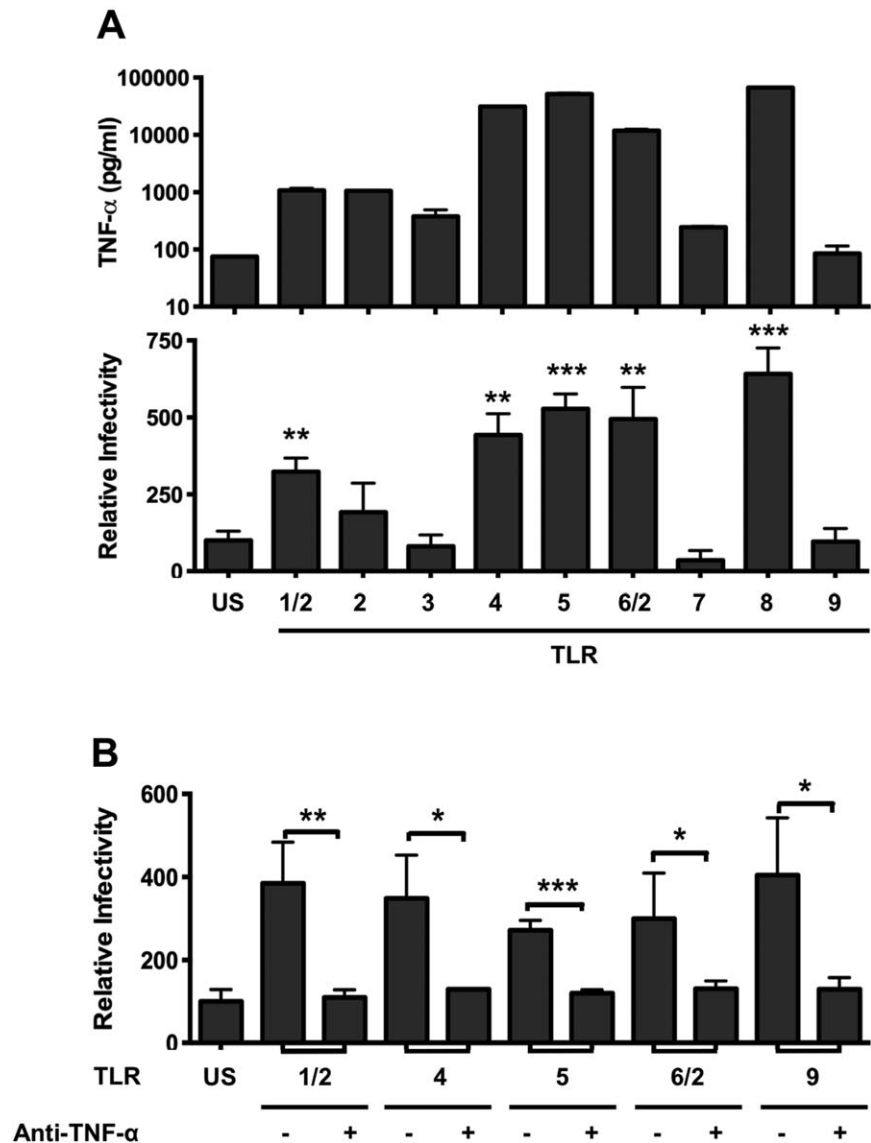 A
TNF-α (pg/ml)
100000
10000
1000
100
10
Relative Infectivity
750
500
250
0
** ** *** ** ***
US 1/2 2 3 4 5 6/2 7 8 9
TLR
B
Relative Infectivity
600
400
200
0
** * *** * *
TLR US 1/2 4 5 6/2 9
Anti-TNF-α - + - + - + - + - +